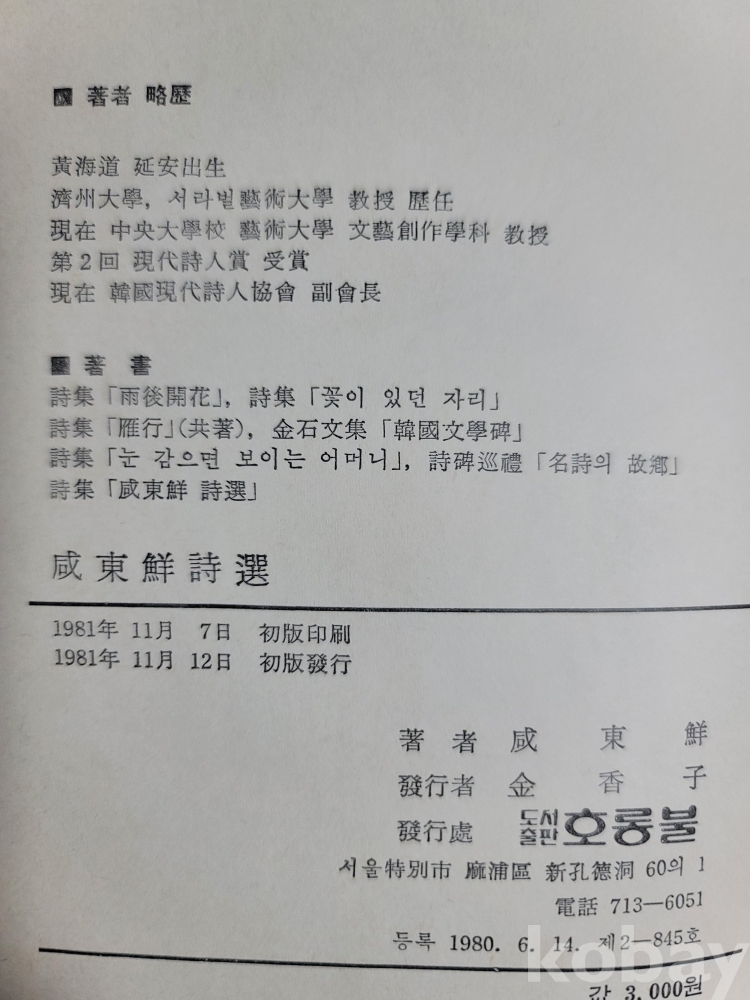 著者 略歷
黃海道 延安出生
濟州大學, 서라벌藝術大學 敎授 歷任
現在 中央大學校 藝術大學 文藝創作學科 敎授
第2回 現代詩人賞 受賞
現在 韓國現代詩人協會 副會長
著 書
詩集「雨後開花」, 詩集「꽃이 있던 자리」
詩集「雁行」(共著), 金石文集「韓國文學碑」
詩集「눈 감으면 보이는 어머니」, 詩碑巡禮「名詩의 故鄕」
詩集「咸東鮮 詩選」
咸東鮮詩選
1981年 11月 7日 初版印刷
1981年 11月 12日 初版發行
著 者 咸 東 鮮
發行者 金 香 子
發行處 도서출판 호롱불
서울特別市 麻浦區 新孔德洞 60의 1
電話 713—6051
등록 1980. 6. 14. 제2—845호
값 3,000원
kobay